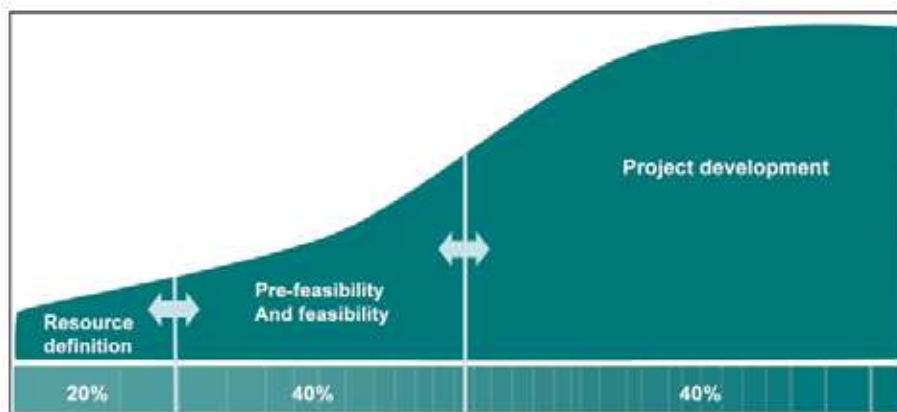 Project development
Pre-feasibility
And feasibility
Resource
definition
20%
40%
40%